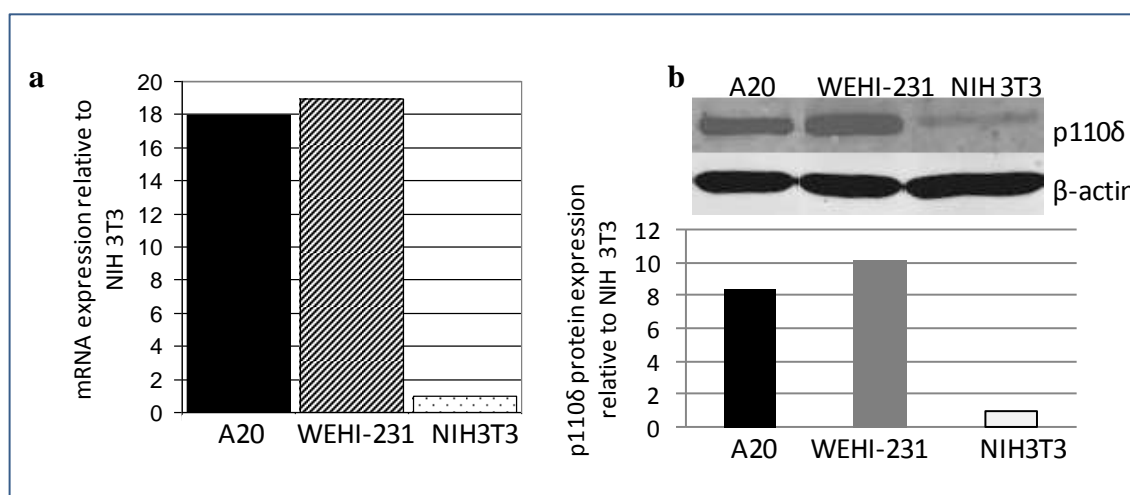 a
mRNA expression relative to
NIH 3T3
20
18
16
14
12
10
8
6
4
2
0
A20 WEHI-231 NIH3T3
b
A20 WEHI-231 NIH 3T3
p110δ
β-actin
p110δ protein expression
relative to NIH 3T3
12
10
8
6
4
2
0
A20 WEHI-231 NIH3T3